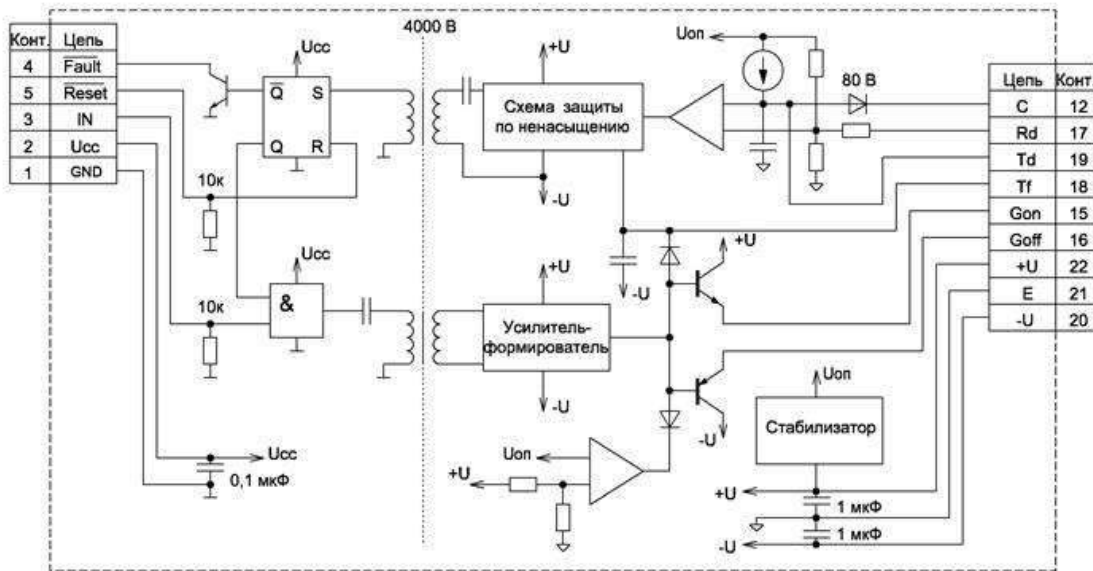 4000 В
Конт. Цепь
4 Fault
5 Reset
3 IN
2 Ucc
1 GND
Ucc
Q S
Q R
10к
Ucc
&
10к
Ucc
0,1 мкФ
+U
Схема защиты
по ненасыщению
-U
Uоп
80 В
+U
-U
+U
Усилитель-
формирователь
-U
-U
Uоп
+U
Uоп
Стабилизатор
+U
1 мкФ
1 мкФ
-U
Цепь Конт.
C 12
Rd 17
Td 19
Tf 18
Gon 15
Goff 16
+U 22
E 21
-U 20